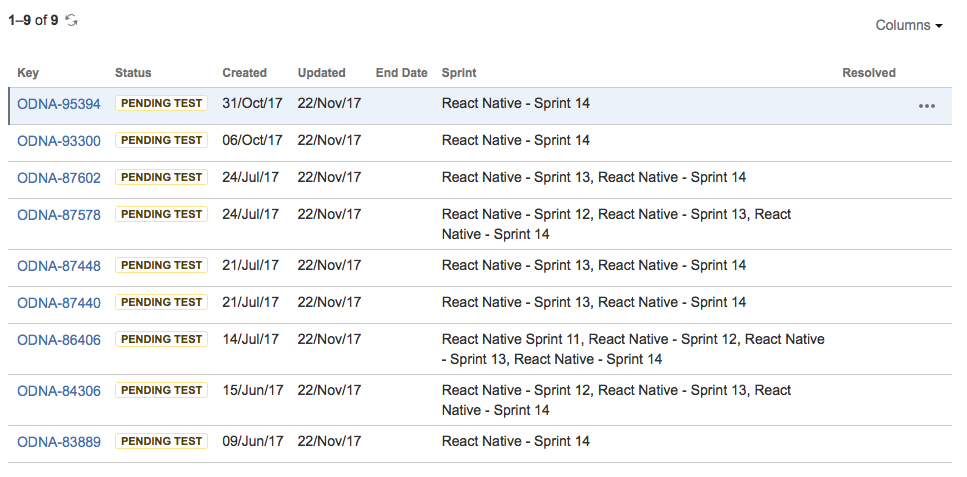 1–9 of 9
Columns
Key Status Created Updated End Date Sprint Resolved
ODNA-95394 PENDING TEST 31/Oct/17 22/Nov/17 React Native - Sprint 14
ODNA-93300 PENDING TEST 06/Oct/17 22/Nov/17 React Native - Sprint 14
ODNA-87602 PENDING TEST 24/Jul/17 22/Nov/17 React Native - Sprint 13, React Native - Sprint 14
ODNA-87578 PENDING TEST 24/Jul/17 22/Nov/17 React Native - Sprint 12, React Native - Sprint 13, React
Native - Sprint 14
ODNA-87448 PENDING TEST 21/Jul/17 22/Nov/17 React Native - Sprint 13, React Native - Sprint 14
ODNA-87440 PENDING TEST 21/Jul/17 22/Nov/17 React Native - Sprint 13, React Native - Sprint 14
ODNA-86406 PENDING TEST 14/Jul/17 22/Nov/17 React Native Sprint 11, React Native - Sprint 12, React Native
- Sprint 13, React Native - Sprint 14
ODNA-84306 PENDING TEST 15/Jun/17 22/Nov/17 React Native - Sprint 12, React Native - Sprint 13, React
Native - Sprint 14
ODNA-83889 PENDING TEST 09/Jun/17 22/Nov/17 React Native - Sprint 14